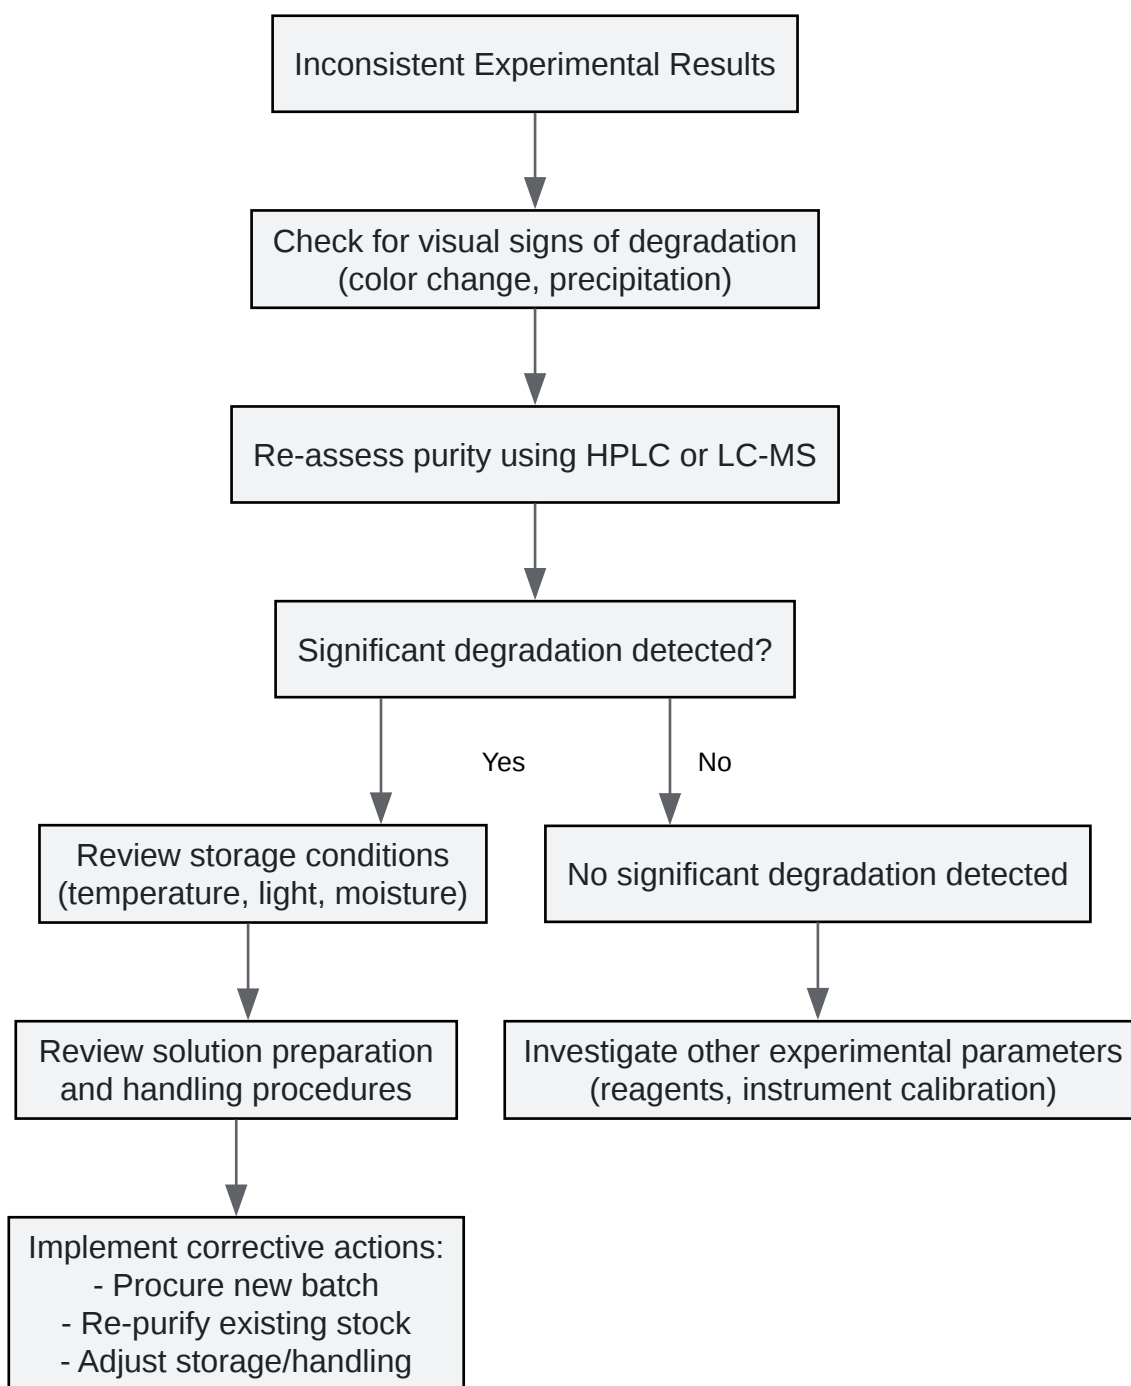 Inconsistent Experimental Results
Check for visual signs of degradation
(color change, precipitation)
Re-assess purity using HPLC or LC-MS
Significant degradation detected?
Yes
No
Review storage conditions
(temperature, light, moisture)
No significant degradation detected
Review solution preparation
and handling procedures
Investigate other experimental parameters
(reagents, instrument calibration)
Implement corrective actions:
- Procure new batch
- Re-purify existing stock
- Adjust storage/handling